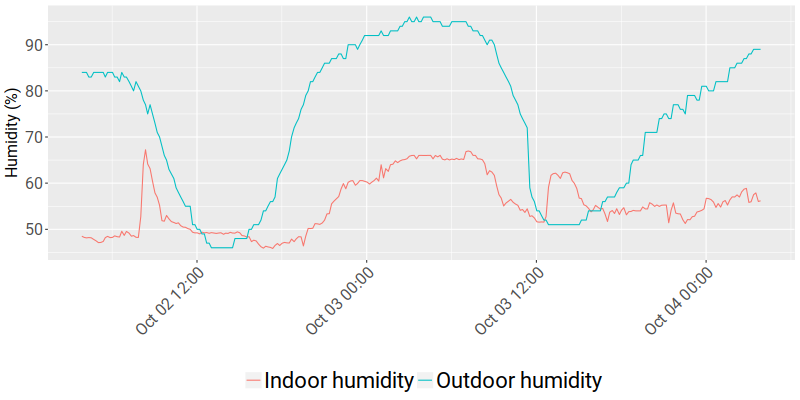 Humidity (%)
90
80
70
60
50
Oct 02 12:00
Oct 03 00:00
Oct 03 12:00
Oct 04 00:00
Indoor humidity
Outdoor humidity